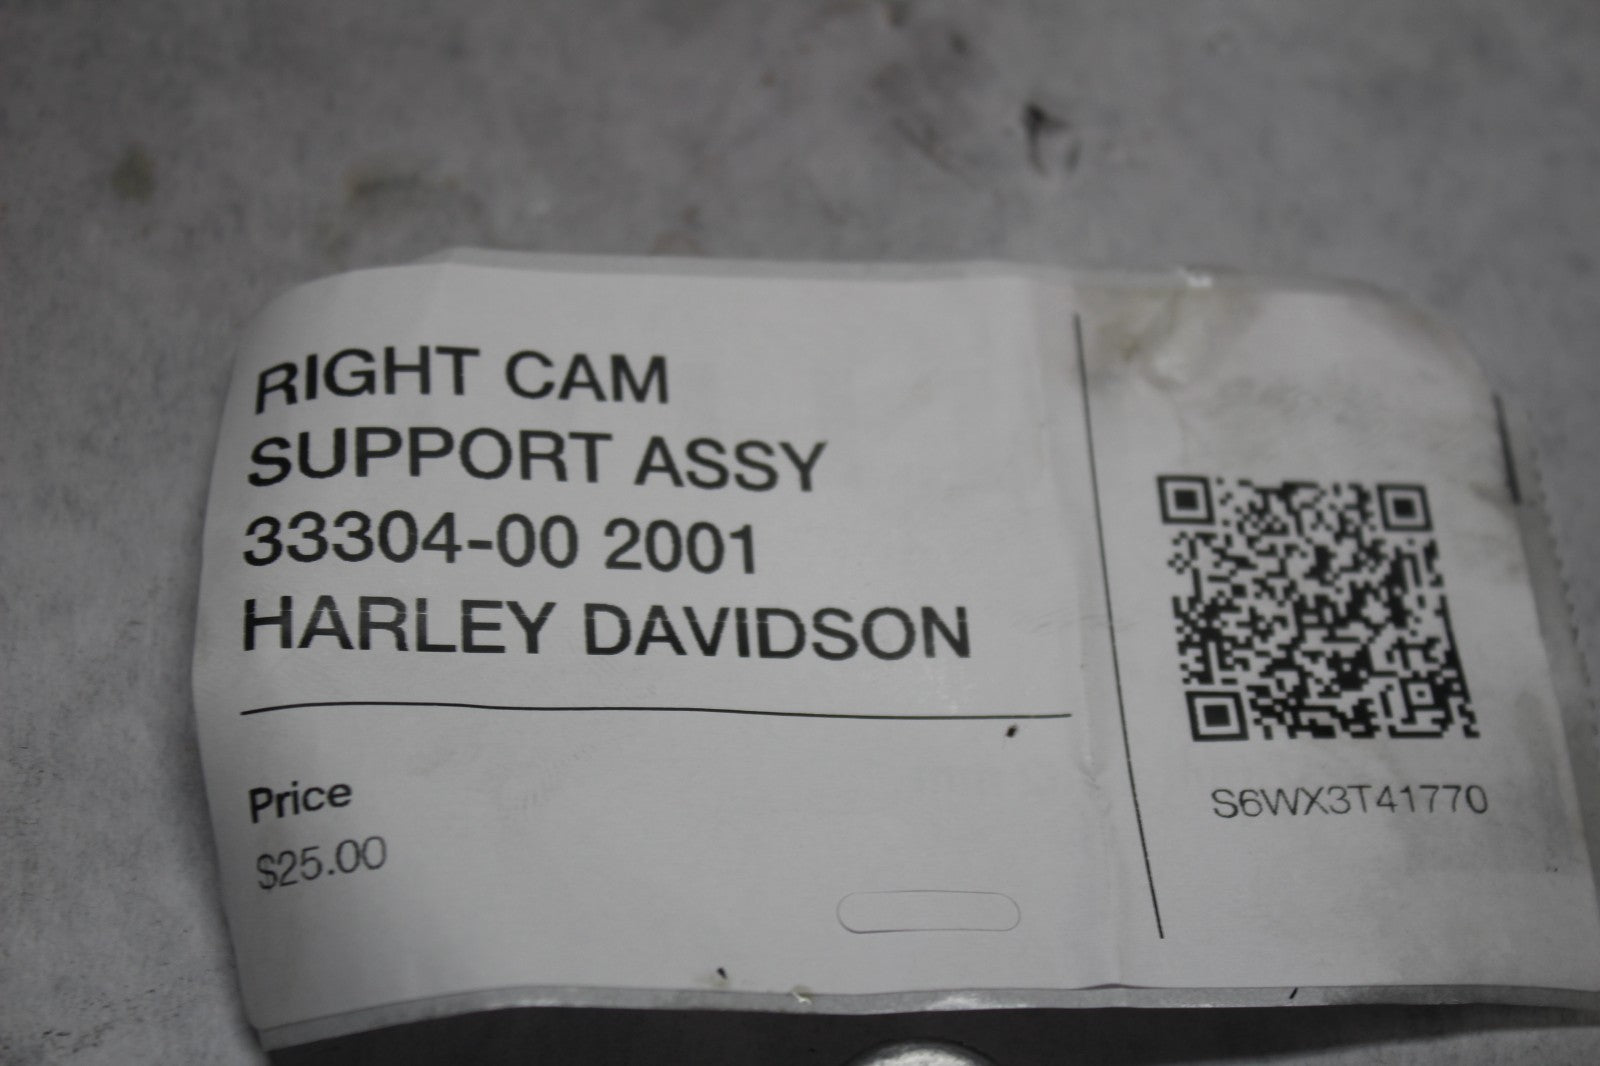 RIGHT CAM
SUPPORT ASSY
33304-00 2001
HARLEY DAVIDSON
Price
$25.00
S6WX3T41770